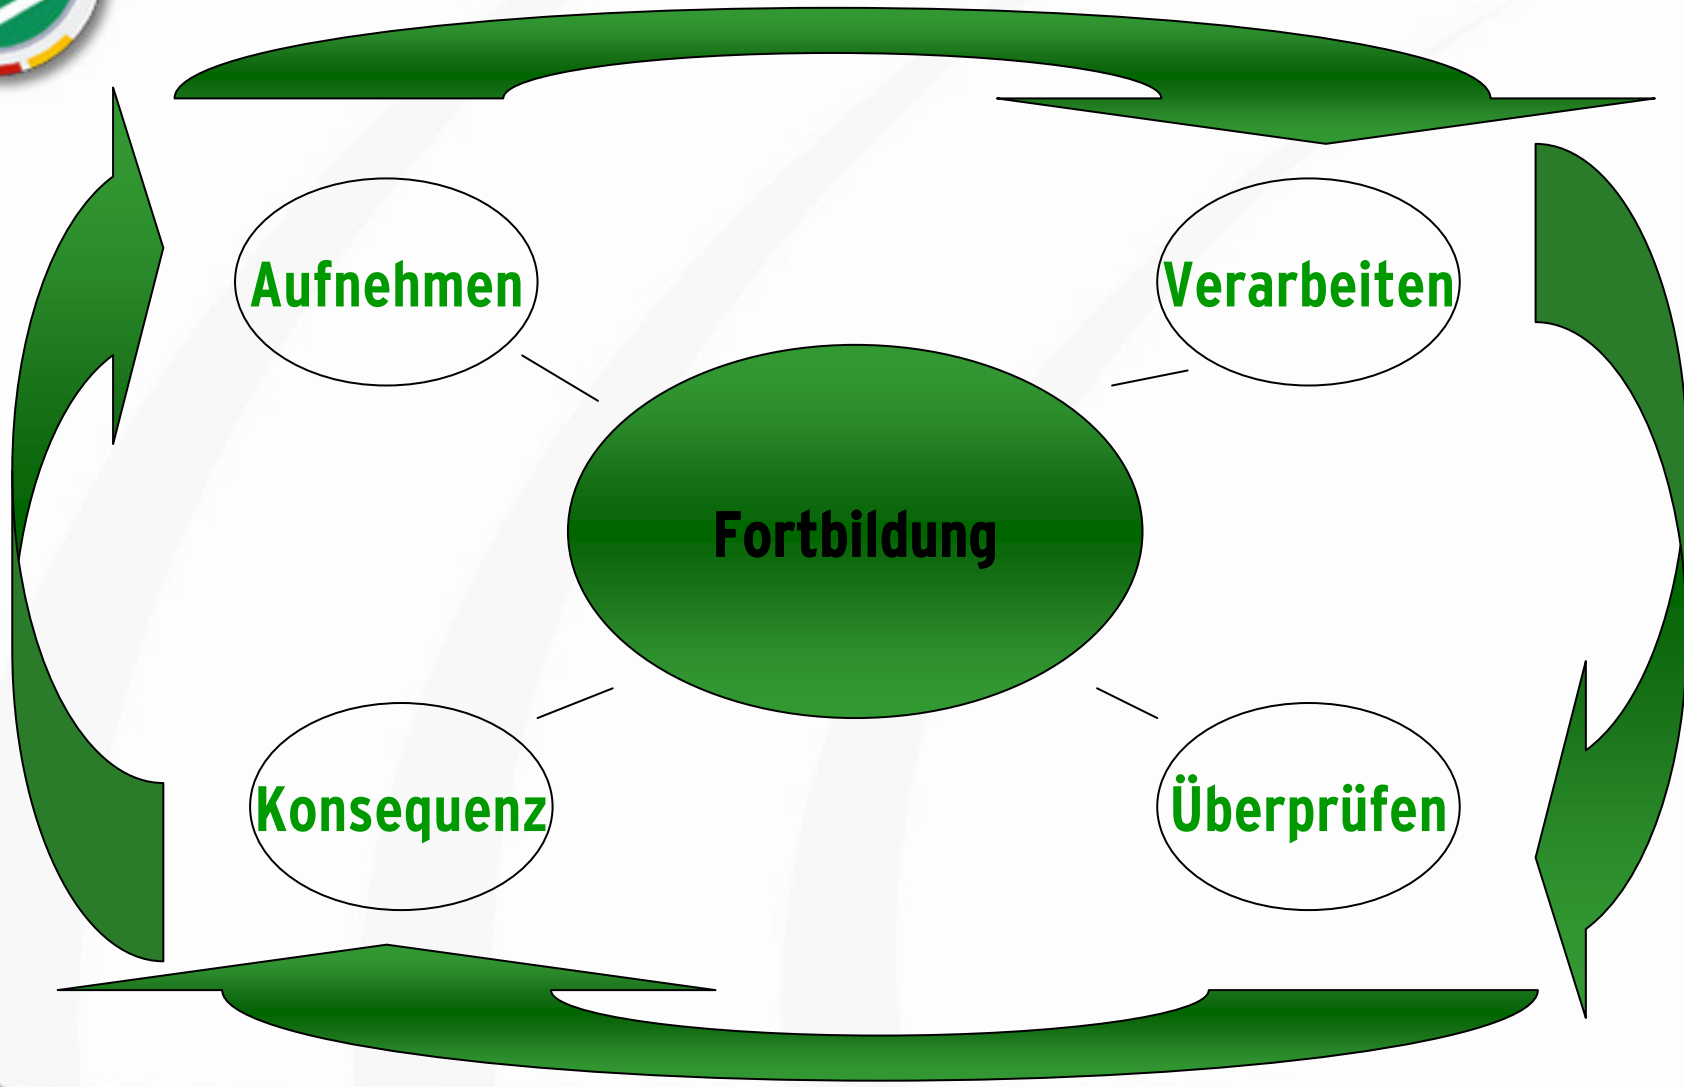 Aufnehmen
Verarbeiten
Fortbildung
Konsequenz
Überprüfen